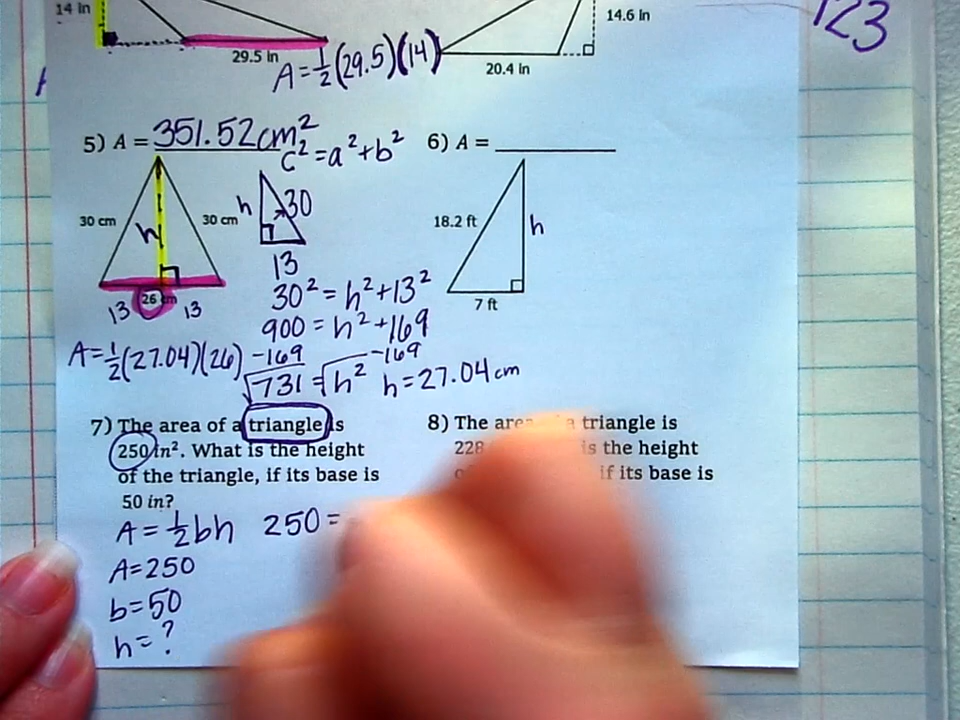 14 in
29.5 in
A = 1/2 (29.5)(14)
14.6 in
20.4 in
123
5) A = 351.52 cm²
c² = a² + b²
30 cm
30 cm
h
26 cm
13
13
h
30
13
30² = h² + 13²
900 = h² + 169
-169 -169
√731 = √h² h = 27.04 cm
A = 1/2 (27.04)(26)
6) A =
18.2 ft
h
7 ft
7) The area of a triangle is
250 in². What is the height
of the triangle, if its base is
50 in?
A = 1/2 bh 250 =
A = 250
b = 50
h = ?
8) The area a triangle is
228 is the height
if its base is